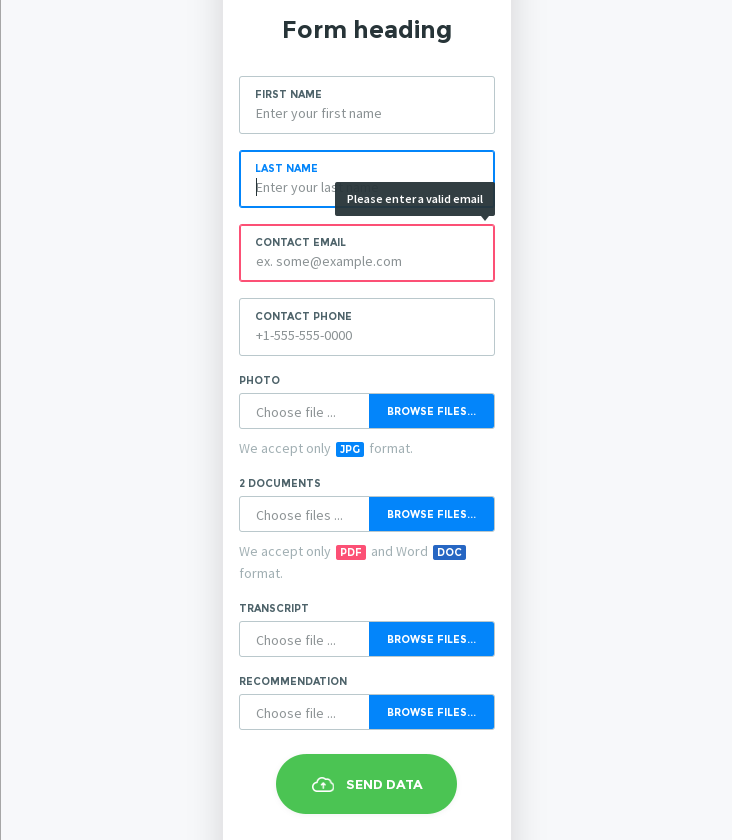 Form heading
FIRST NAME
Enter your first name
LAST NAME
Enter your las
Please enter a valid email
CONTACT EMAIL
ex. some@example.com
CONTACT PHONE
+1-555-555-0000
PHOTO
Choose file ...
BROWSE FILES...
We accept only JPG format.
2 DOCUMENTS
Choose files ...
BROWSE FILES...
We accept only PDF and Word DOC
format.
TRANSCRIPT
Choose file ...
BROWSE FILES...
RECOMMENDATION
Choose file ...
BROWSE FILES...
SEND DATA